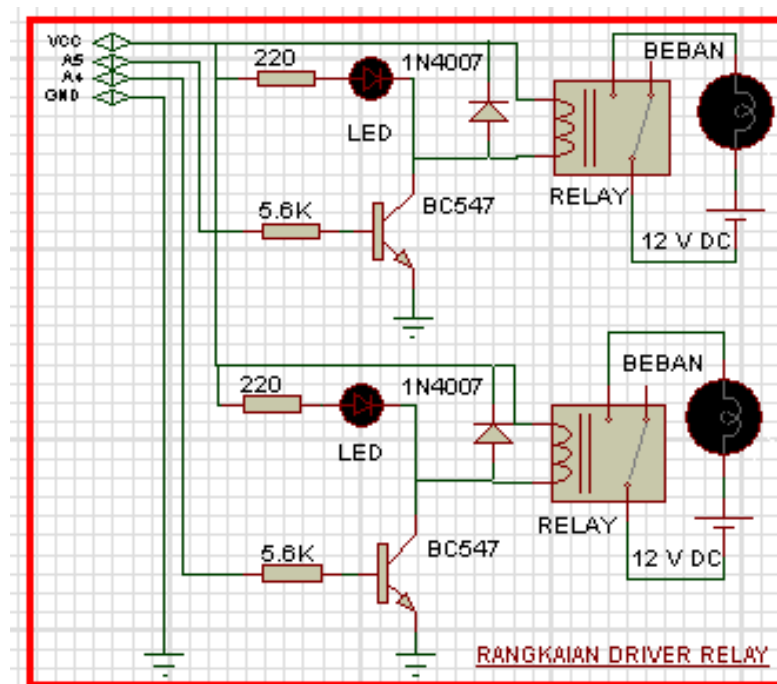 VCC
A5
A4
GND
220
LED
1N4007
BEBAN
RELAY
5.6K
BC547
12 V DC
220
LED
1N4007
BEBAN
RELAY
5.6K
BC547
12 V DC
RANGKAIAN DRIVER RELAY